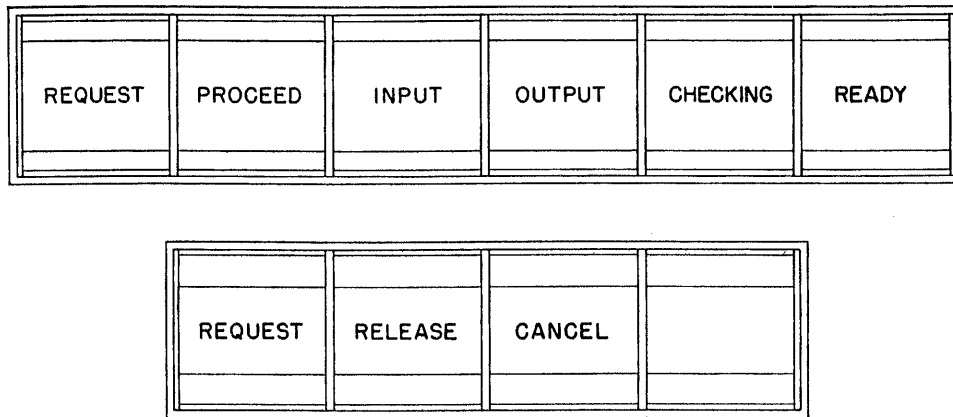 REQUEST PROCEED INPUT OUTPUT CHECKING READY
REQUEST RELEASE CANCEL